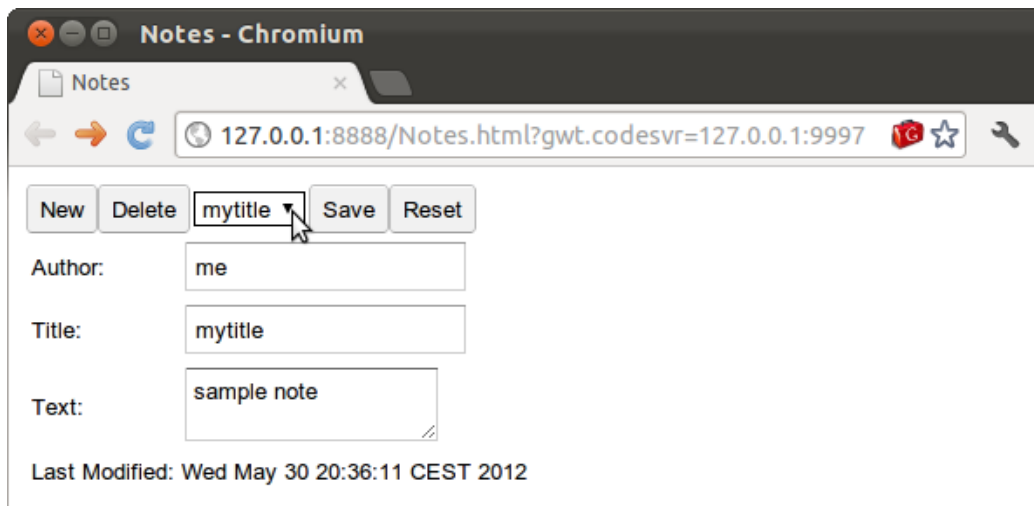 Notes - Chromium
Notes
127.0.0.1:8888/Notes.html?gwt.codesvr=127.0.0.1:9997
New Delete mytitle Save Reset
Author: me
Title: mytitle
Text: sample note
Last Modified: Wed May 30 20:36:11 CEST 2012